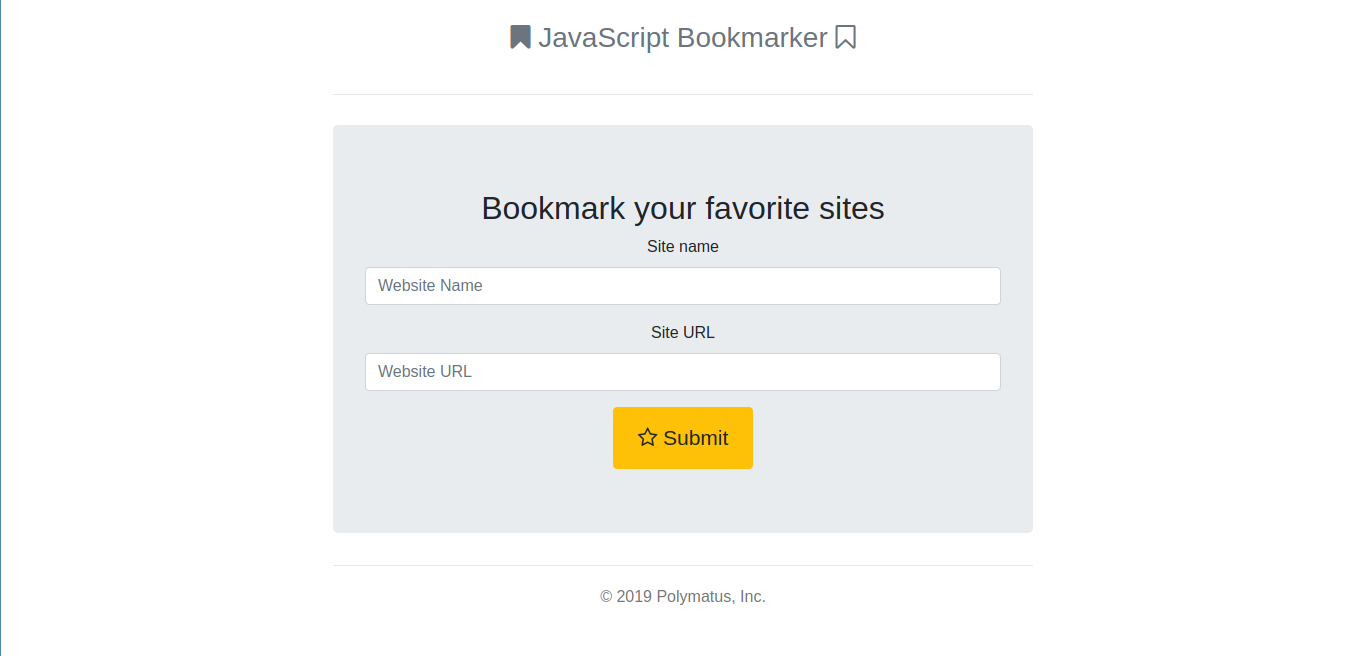 JavaScript Bookmarker
Bookmark your favorite sites
Site name
Website Name
Site URL
Website URL
Submit
© 2019 Polymatus, Inc.